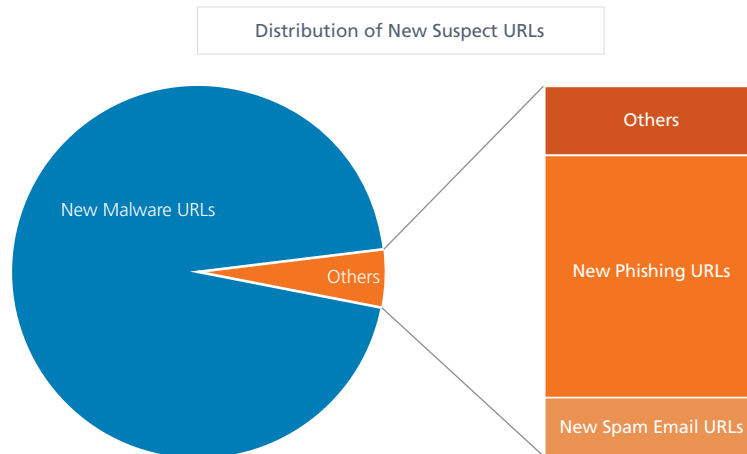 Distribution of New Suspect URLs
Others
New Malware URLs
New Phishing URLs
Others
New Spam Email URLs